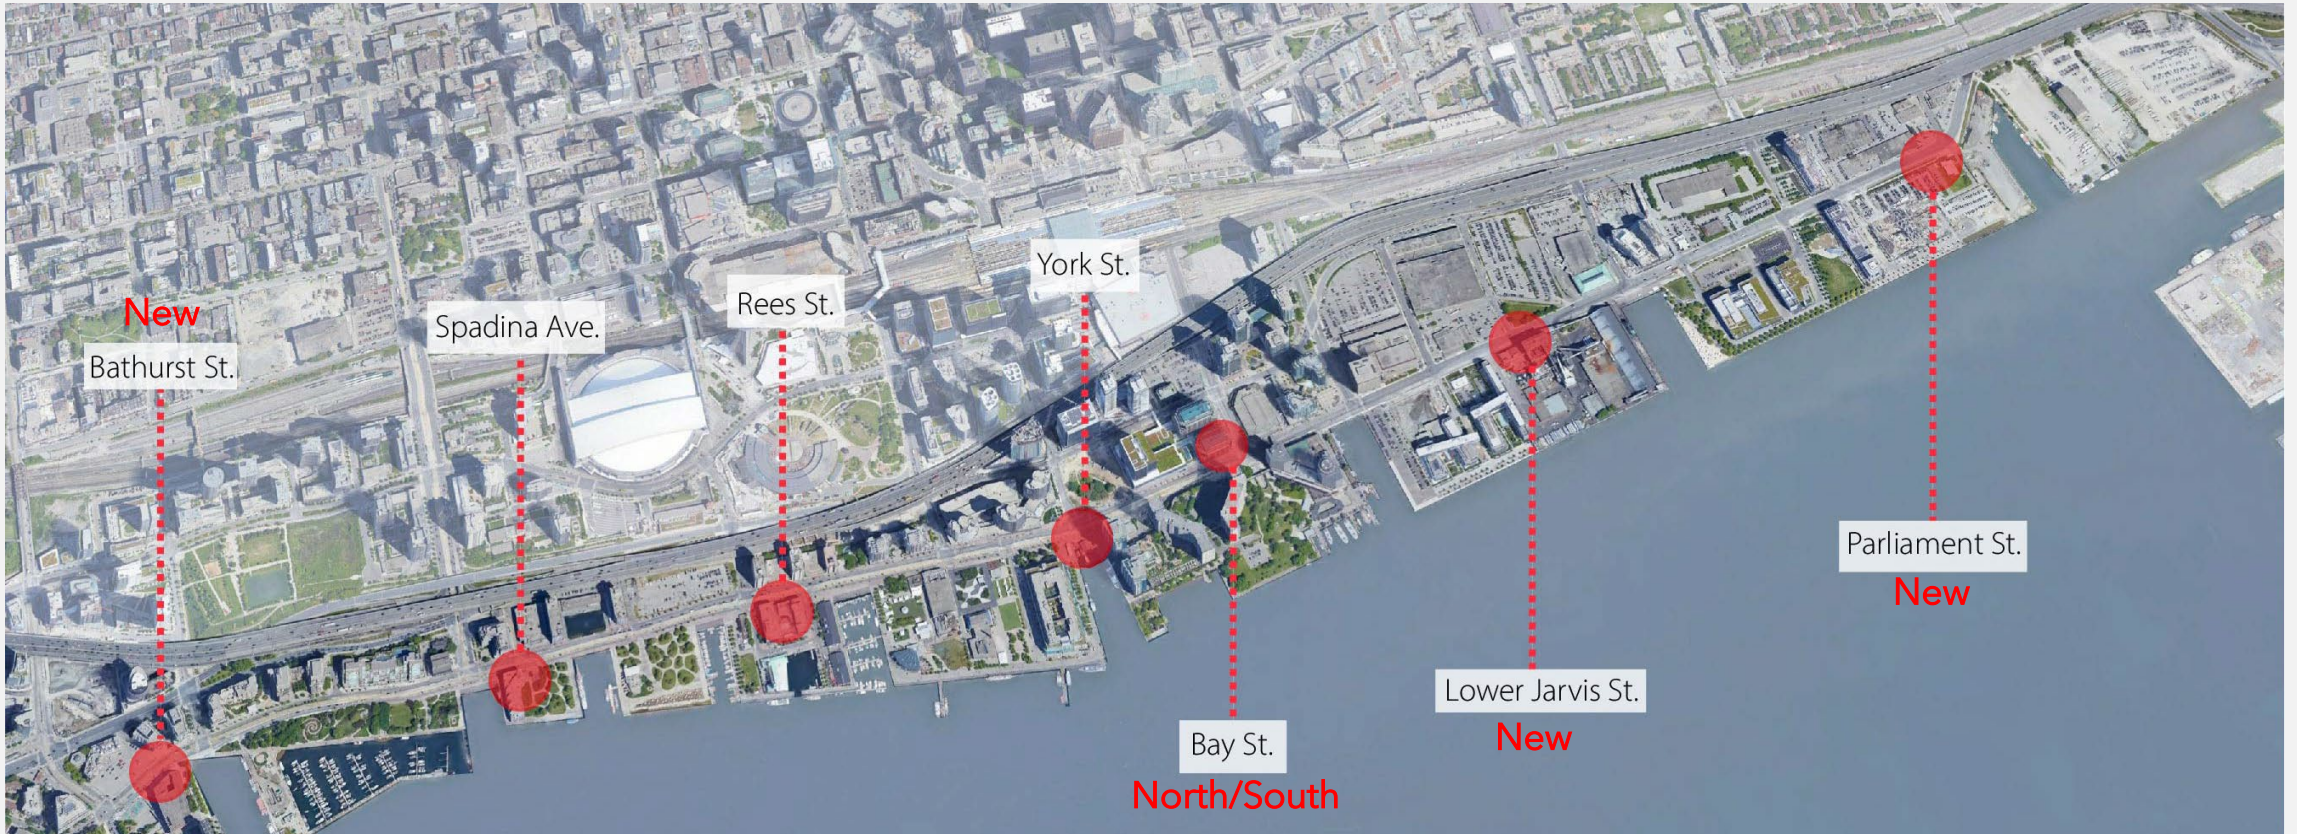 New
Bathurst St.
Spadina Ave.
Rees St.
York St.
Bay St.
North/South
Lower Jarvis St.
New
Parliament St.
New